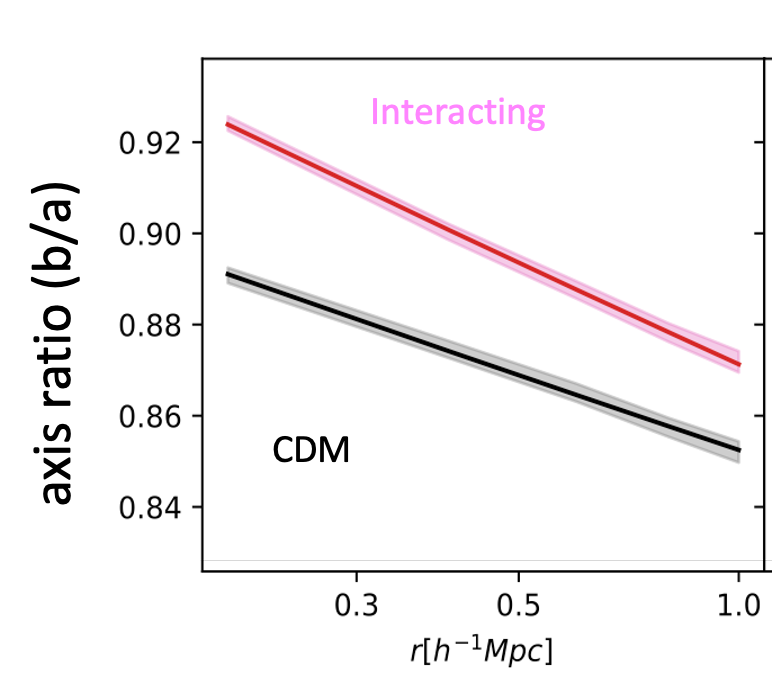 Interacting
0.92
0.90
0.88
0.86
0.84
axis ratio (b/a)
CDM
0.3 0.5 1.0
r[h⁻¹Mpc]